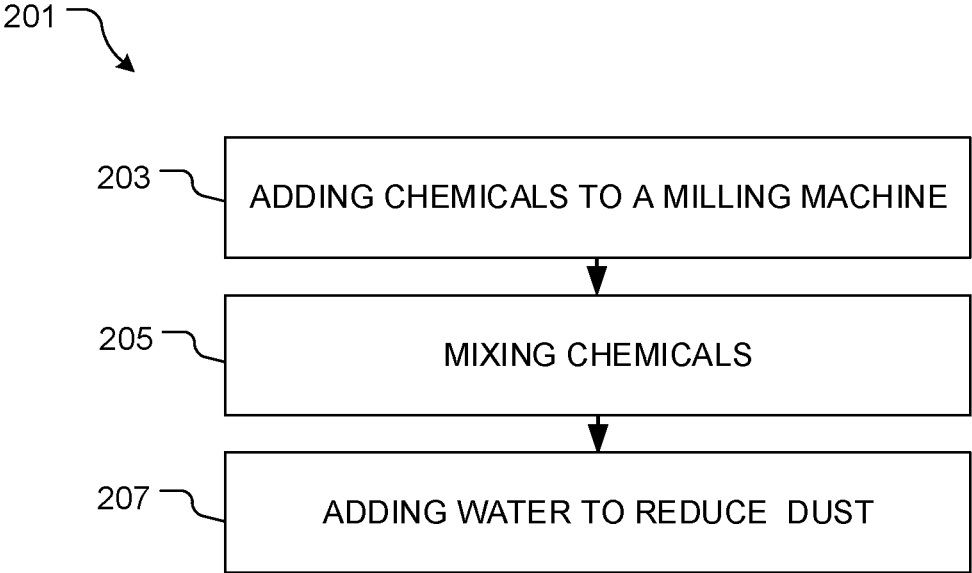 201
203
ADDING CHEMICALS TO A MILLING MACHINE
205
MIXING CHEMICALS
207
ADDING WATER TO REDUCE DUST